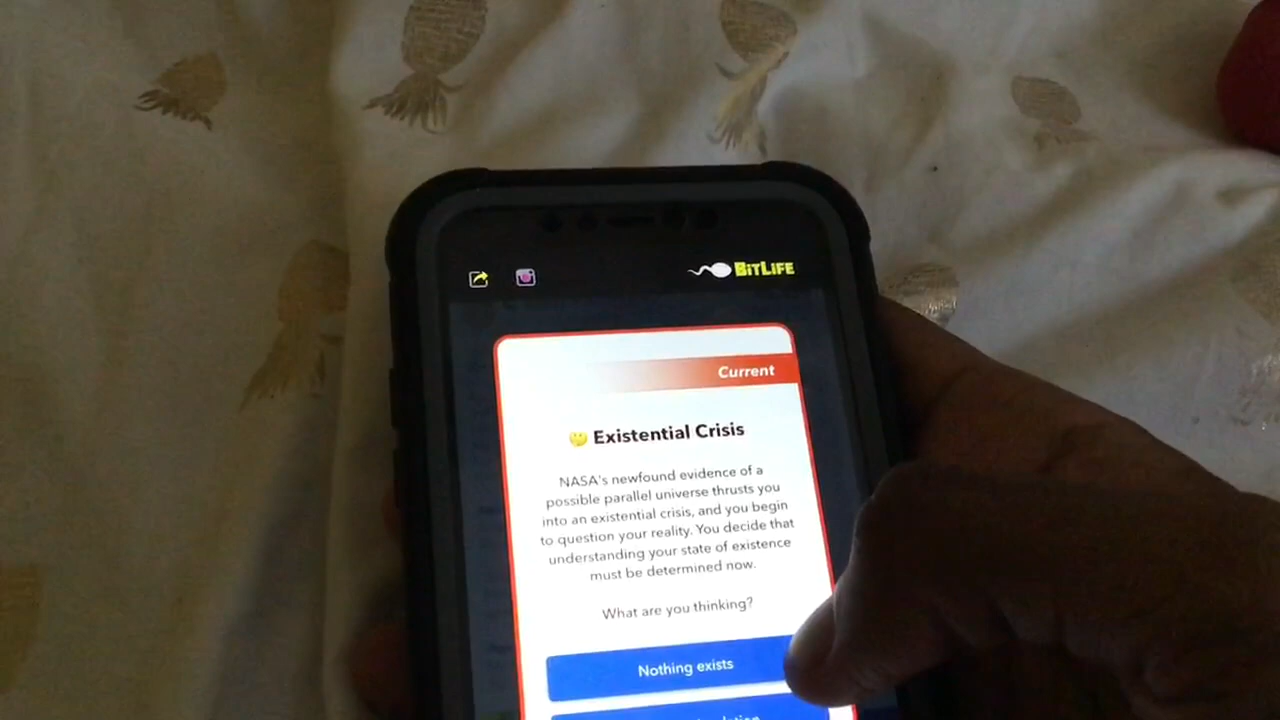 BITLIFE
Current
Existential Crisis
NASA's newfound evidence of a
possible parallel universe thrusts you
into an existential crisis, and you begin
to question your reality. You decide that
understanding your state of existence
must be determined now.
What are you thinking?
Nothing exists